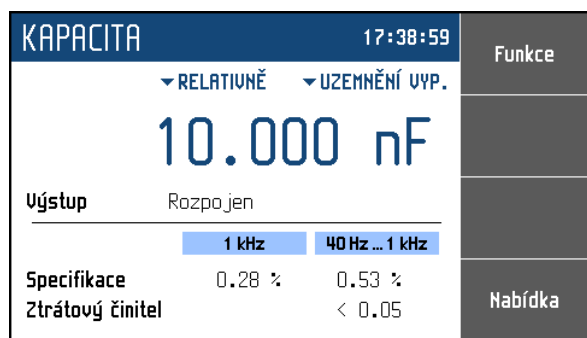 KAPACITA 17:38:59
Funkce
RELATIVNĚ UZEMNĚNÍ VYP.
10.000 nF
Výstup Rozpojen
1 kHz 40 Hz ... 1 kHz
Specifikace 0.28 % 0.53 %
Ztrátový činitel < 0.05
Nabídka